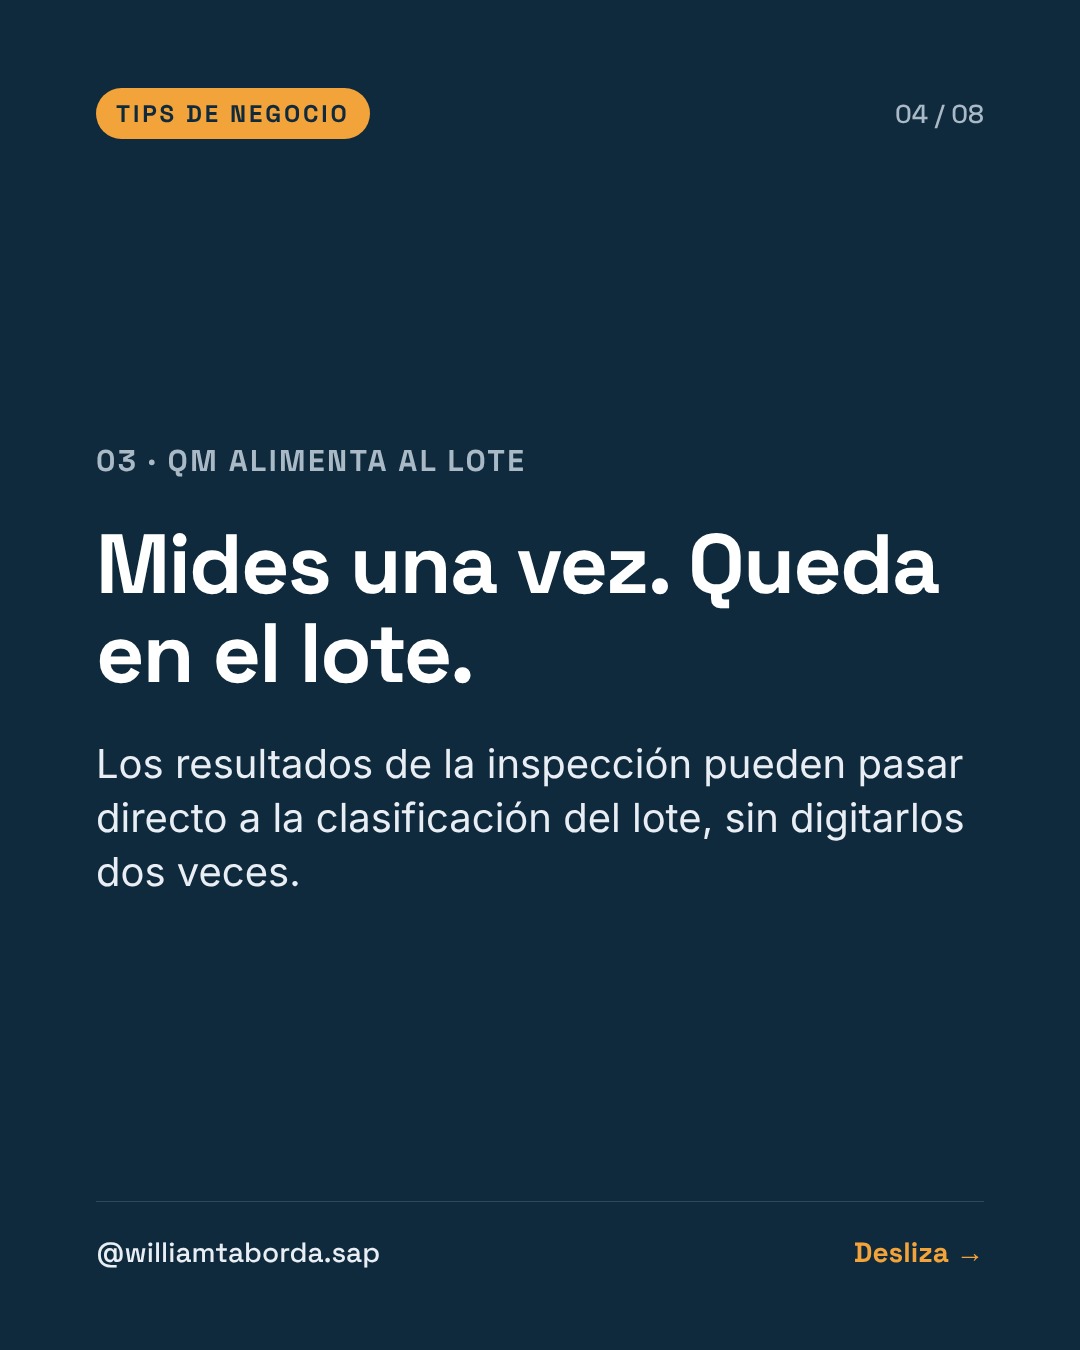 TIPS DE NEGOCIO
04 / 08
03 · QM ALIMENTA AL LOTE
Mides una vez. Queda
en el lote.
Los resultados de la inspección pueden pasar
directo a la clasificación del lote, sin digitarlos
dos veces.
@williamtaborda.sap
Desliza →